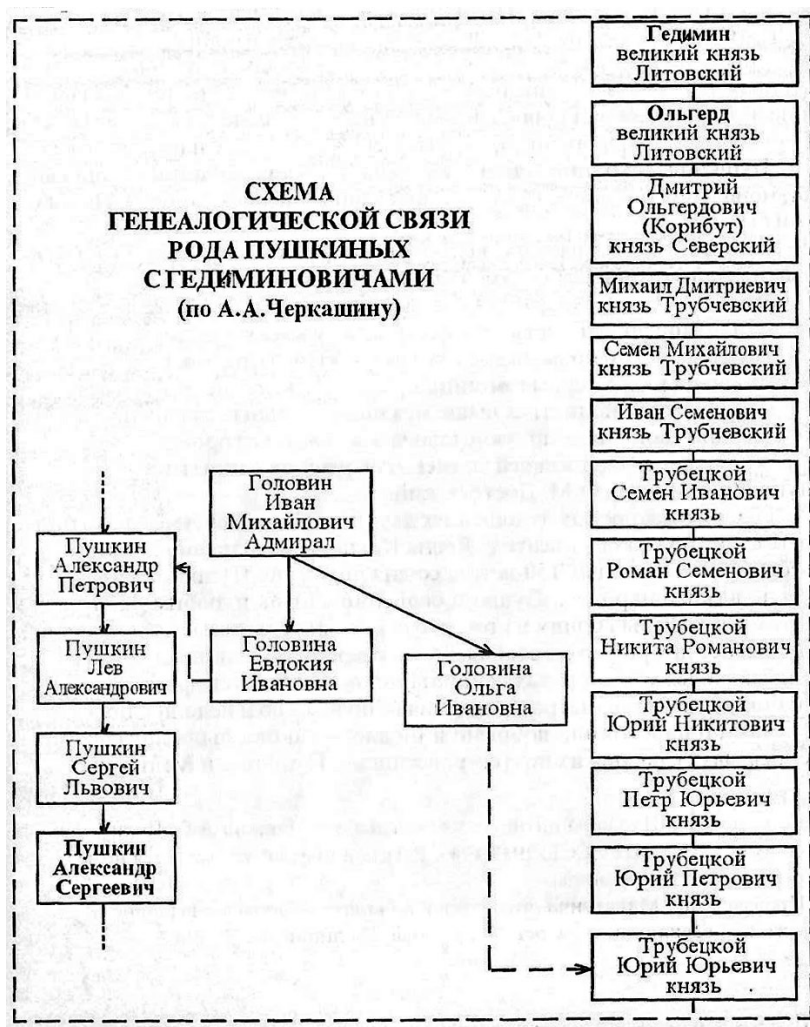 СХЕМА
ГЕНЕАЛОГИЧЕСКОЙ СВЯЗИ
РОДА ПУШКИНЫХ
С ГЕДИМИНОВИЧАМИ
(по А.А.Черкашину)
Гедимин
великий князь
Литовский
Ольгерд
великий князь
Литовский
Дмитрий
Ольгердович
(Корибут)
князь Северский
Михаил Дмитриевич
князь Трубчевский
Семен Михайлович
князь Трубчевский
Иван Семенович
князь Трубчевский
Трубецкой
Семен Иванович
князь
Трубецкой
Роман Семенович
князь
Трубецкой
Никита Романович
князь
Трубецкой
Юрий Никитович
князь
Трубецкой
Петр Юрьевич
князь
Трубецкой
Юрий Петрович
князь
Трубецкой
Юрий Юрьевич
князь
Головин
Иван
Михайлович
Адмирал
Головина
Евдокия
Ивановна
Головина
Ольга
Ивановна
Пушкин
Александр
Петрович
Пушкин
Лев
Александрович
Пушкин
Сергей
Львович
Пушкин
Александр
Сергеевич